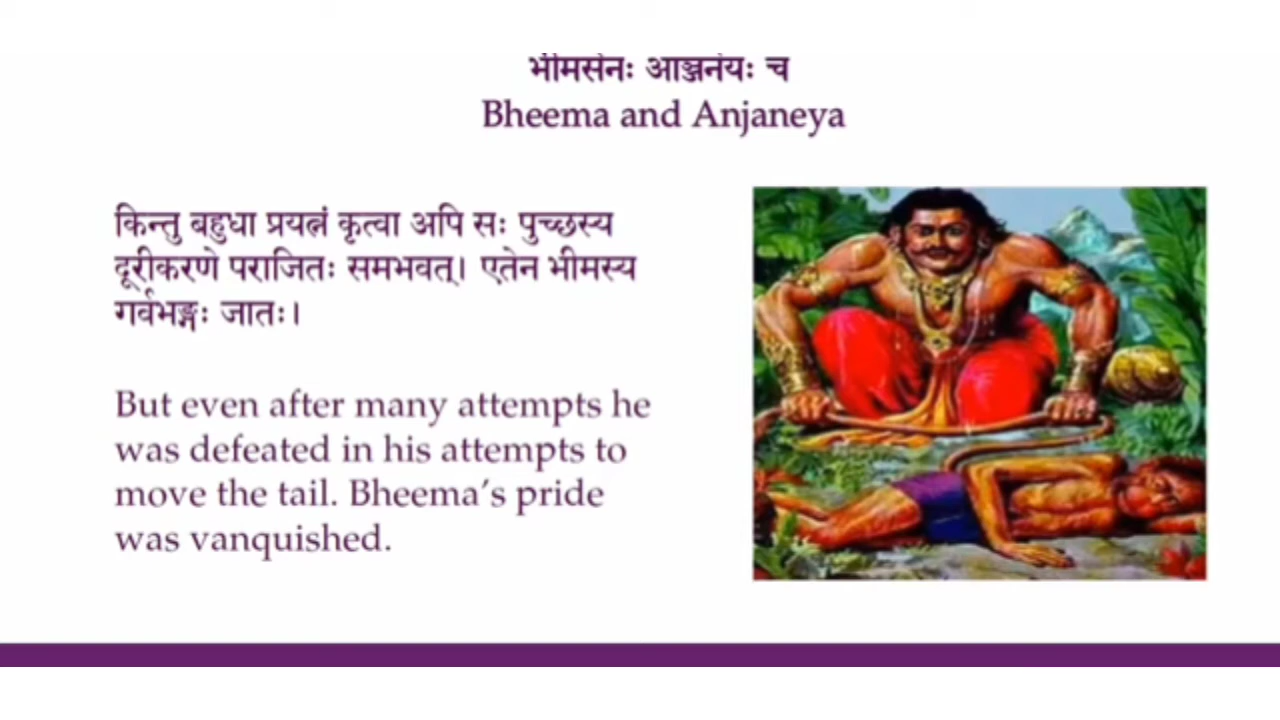 भीमसेनः आञ्जनेयः च
Bheema and Anjaneya
किन्तु बहुधा प्रयत्नं कृत्वा अपि सः पुच्छस्य
दूरीकरणे पराजितः समभवत्। एतेन भीमस्य
गर्वभङ्गः जातः।
But even after many attempts he
was defeated in his attempts to
move the tail. Bheema’s pride
was vanquished.